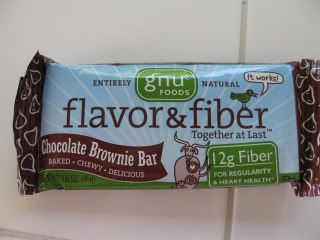 ENTIRELY gnu NATURAL
FOODS
It works!
flavor&fiber
Together at Last™
Chocolate Brownie Bar
BAKED • CHEWY • DELICIOUS
12g Fiber
FOR REGULARITY
& HEART HEALTH